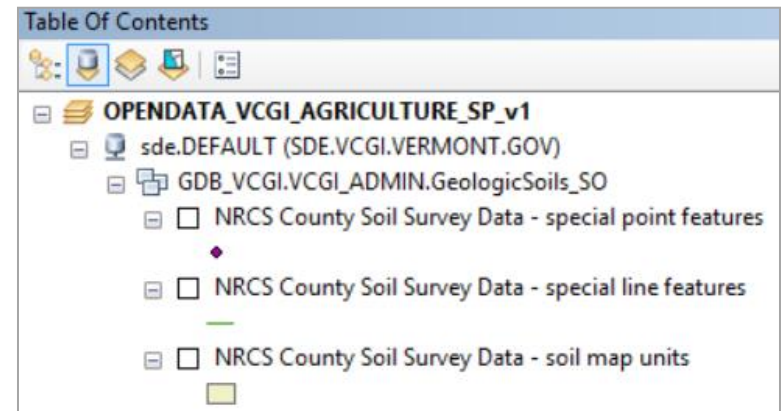 Table Of Contents
OPENDATA_VCGI_AGRICULTURE_SP_v1
sde.DEFAULT (SDE.VCGI.VERMONT.GOV)
GDB_VCGI.VCGI_ADMIN.GeologicSoils_SO
NRCS County Soil Survey Data - special point features
NRCS County Soil Survey Data - special line features
NRCS County Soil Survey Data - soil map units